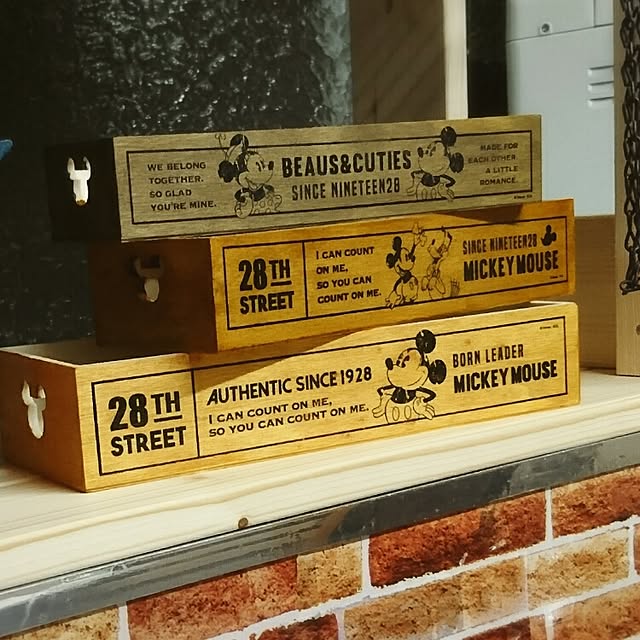 WE BELONG
TOGETHER.
SO GLAD
YOU'RE MINE.
BEAUS&CUTIES
SINCE NINETEEN28
MADE FOR
EACH OTHER.
A LITTLE
ROMANCE.
28TH
STREET
I CAN COUNT
ON ME,
SO YOU CAN
COUNT ON ME.
SINCE NINETEEN28
MICKEY MOUSE
28TH
STREET
AUTHENTIC SINCE 1928
I CAN COUNT ON ME,
SO YOU CAN COUNT ON ME.
BORN LEADER
MICKEY MOUSE